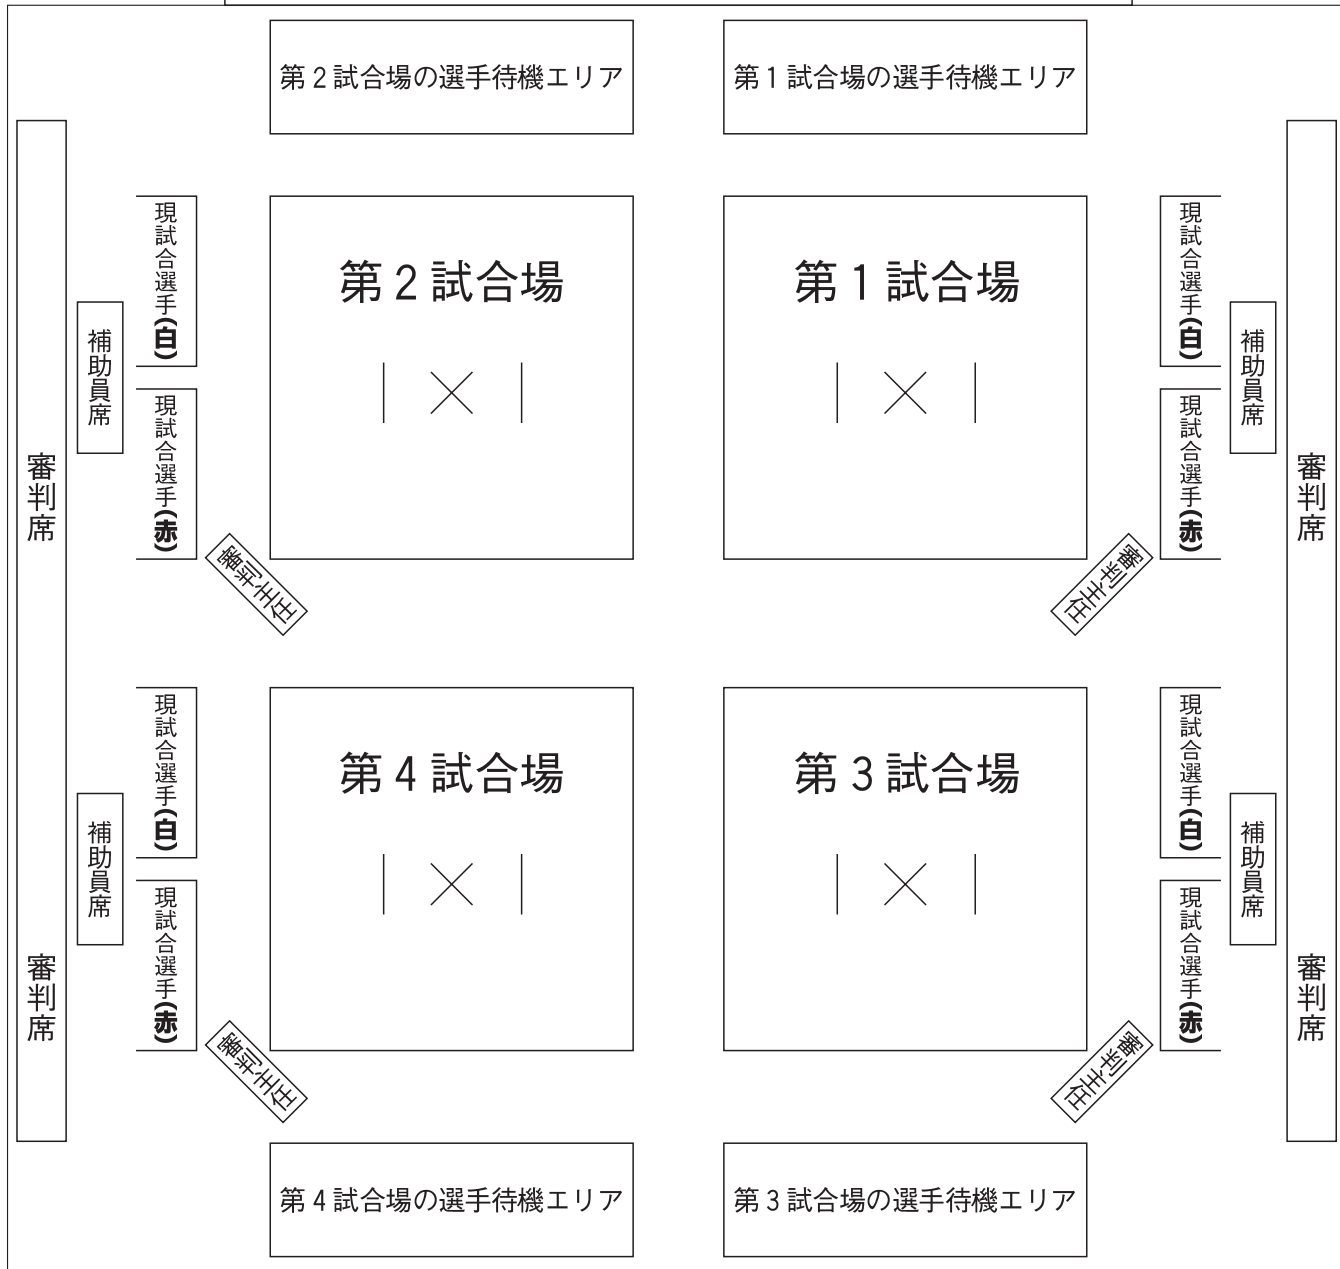 第2試合場の選手待機エリア
第1試合場の選手待機エリア
現試合選手(白)
第2試合場
第1試合場
現試合選手(白)
補助員席
補助員席
現試合選手(赤)
現試合選手(赤)
審判席
審判席
審判主任
審判主任
現試合選手(白)
第4試合場
第3試合場
現試合選手(白)
補助員席
補助員席
現試合選手(赤)
現試合選手(赤)
審判席
審判席
審判主任
審判主任
第4試合場の選手待機エリア
第3試合場の選手待機エリア